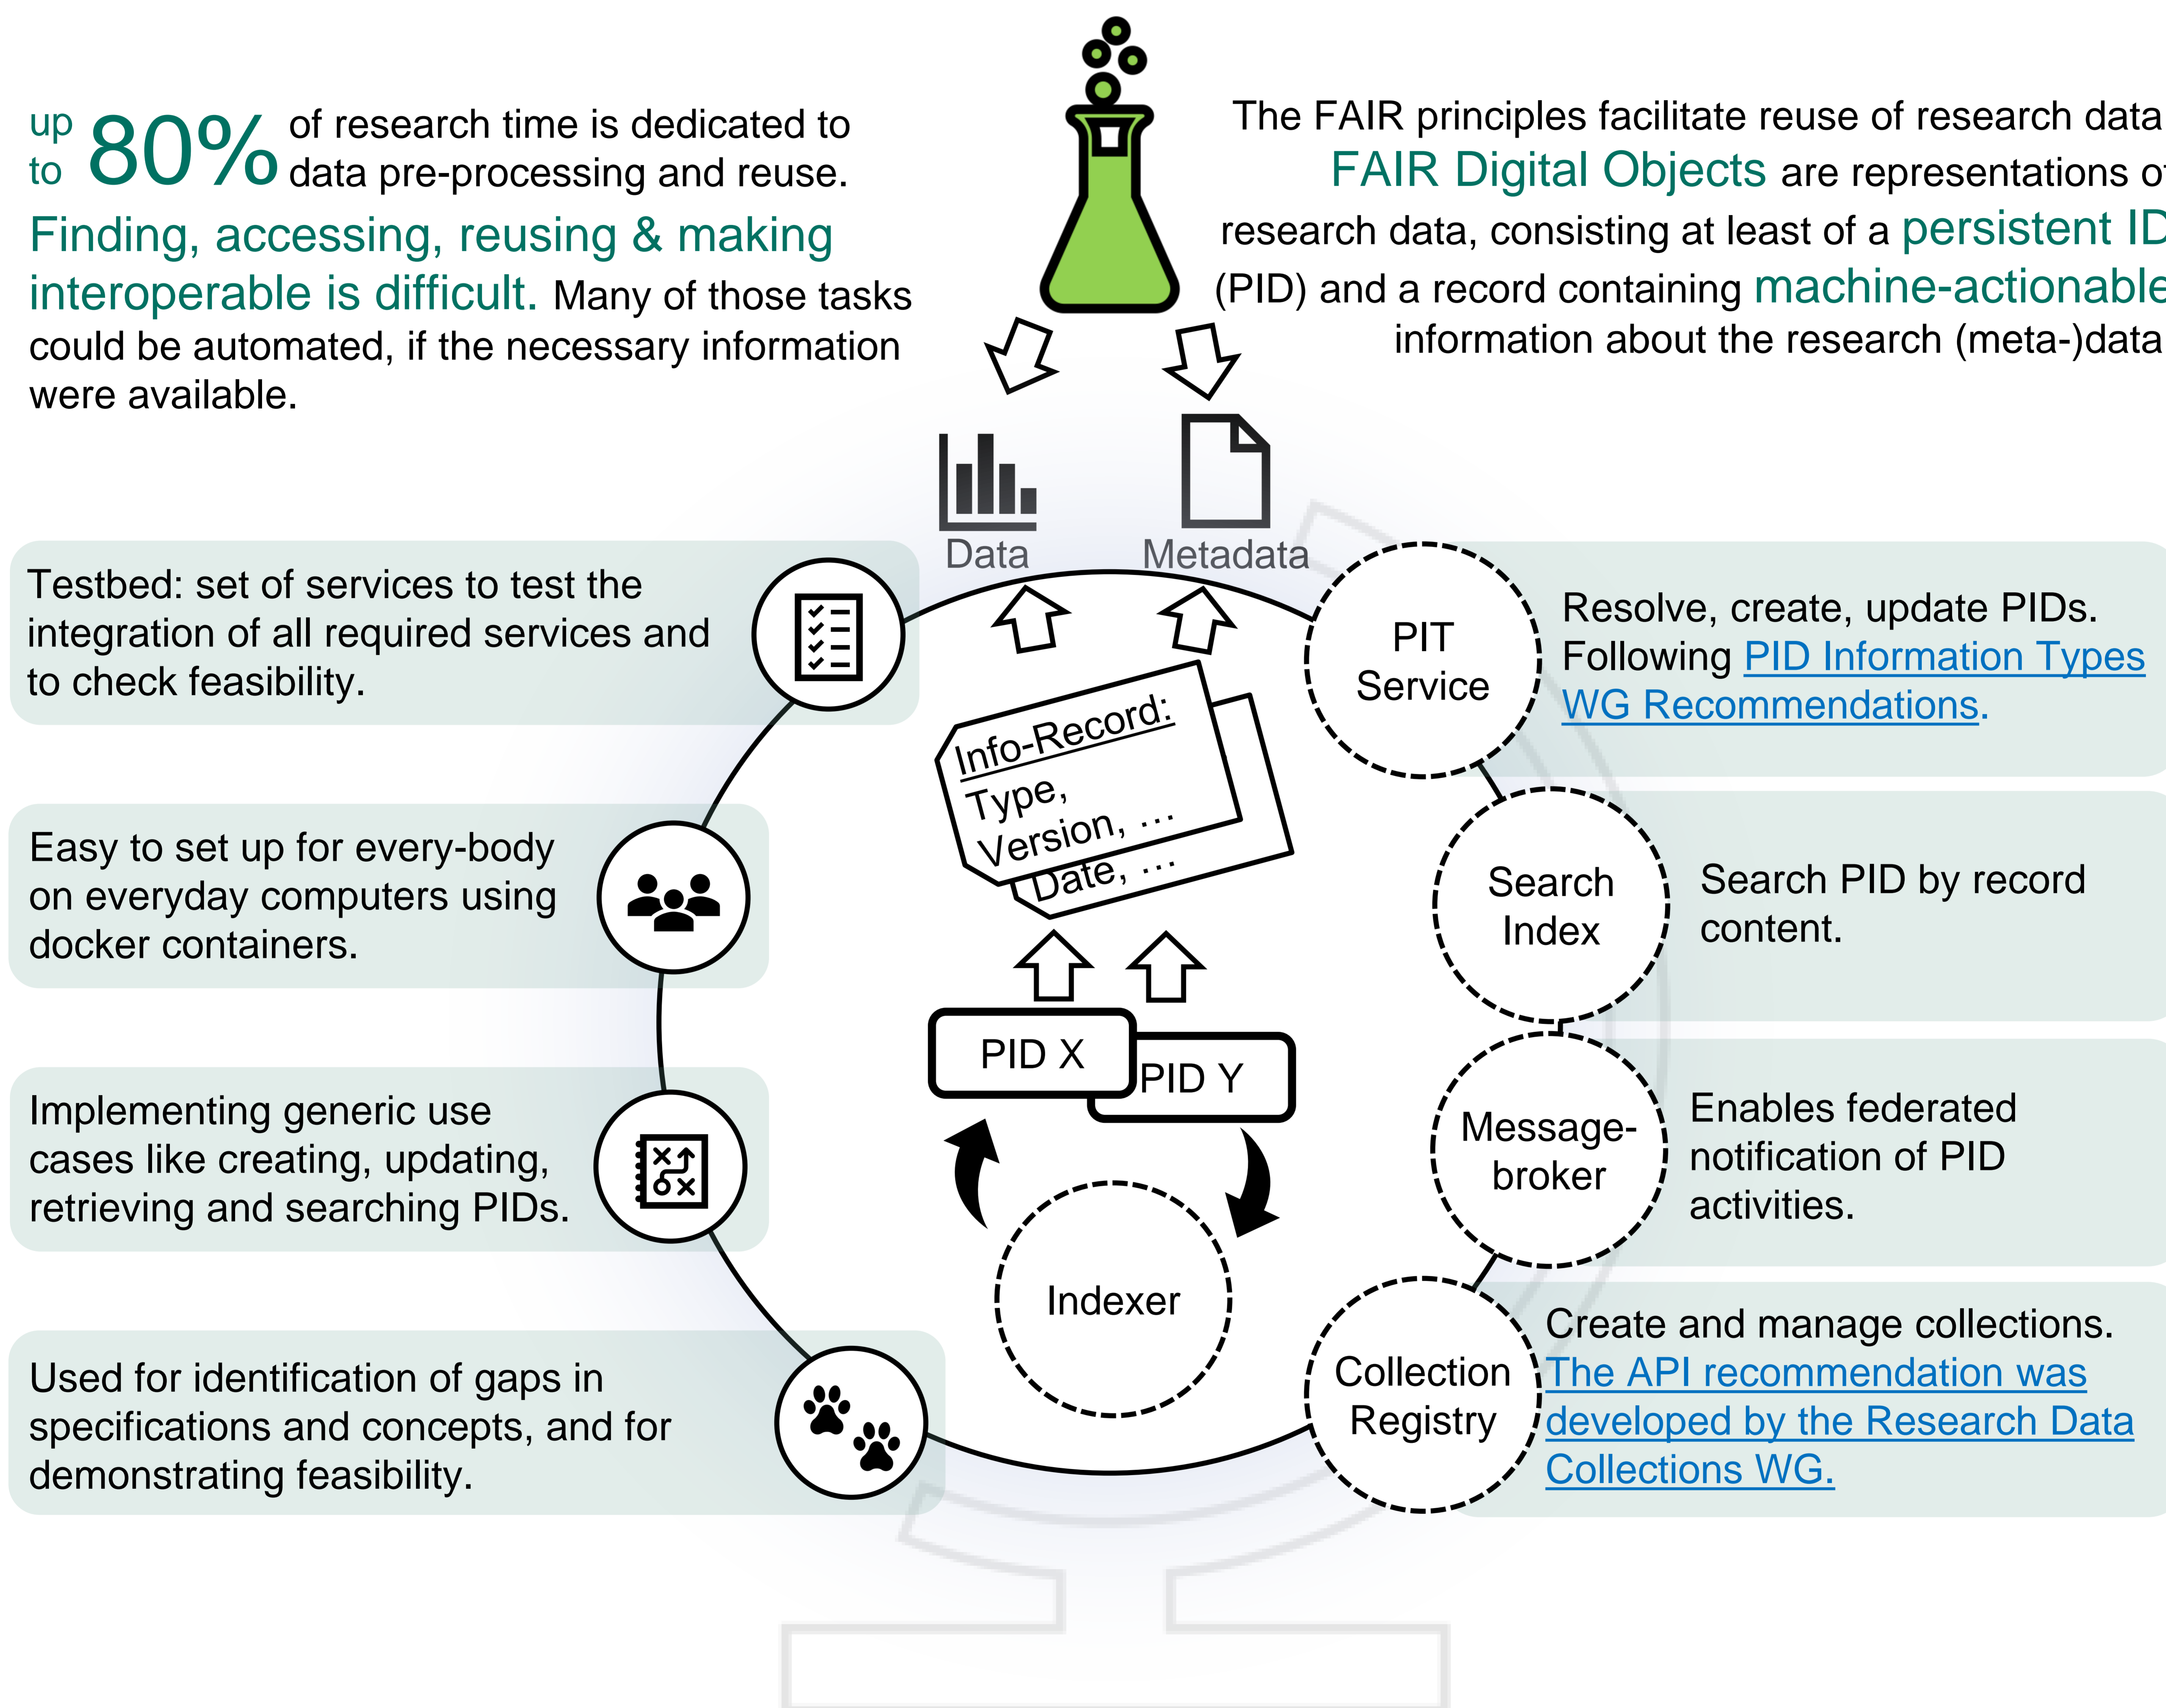 up to 80% of research time is dedicated to
data pre-processing and reuse.
Finding, accessing, reusing & making
interoperable is difficult. Many of those tasks
could be automated, if the necessary information
were available.
The FAIR principles facilitate reuse of research data
FAIR Digital Objects are representations of
research data, consisting at least of a persistent ID
(PID) and a record containing machine-actionable
information about the research (meta-)data
Data
Metadata
Testbed: set of services to test the
integration of all required services and
to check feasibility.
Easy to set up for every-body
on everyday computers using
docker containers.
Implementing generic use
cases like creating, updating,
retrieving and searching PIDs.
Used for identification of gaps in
specifications and concepts, and for
demonstrating feasibility.
Info-Record:
Type,
Version, …
Date, …
PID X
PID Y
Indexer
PIT
Service
Resolve, create, update PIDs.
Following PID Information Types
WG Recommendations.
Search
Index
Search PID by record
content.
Message-
broker
Enables federated
notification of PID
activities.
Collection
Registry
Create and manage collections.
The API recommendation was
developed by the Research Data
Collections WG.